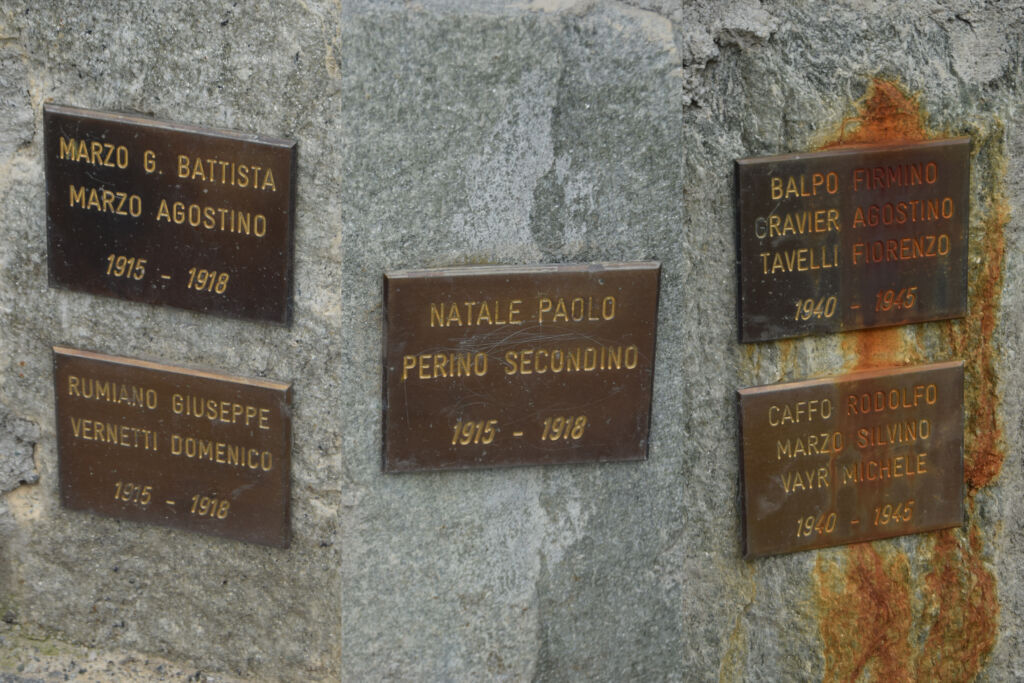 MARZO G. BATTISTA
MARZO AGOSTINO
1915 - 1918
RUMIANO GIUSEPPE
VERNETTI DOMENICO
1915 - 1918
NATALE PAOLO
PERINO SECONDINO
1915 - 1918
BALPO FIRMINO
GRAVIER AGOSTINO
TAVELLI FIORENZO
1940 - 1945
CAFFO RODOLFO
MARZO SILVINO
VAYR MICHELE
1940 - 1945